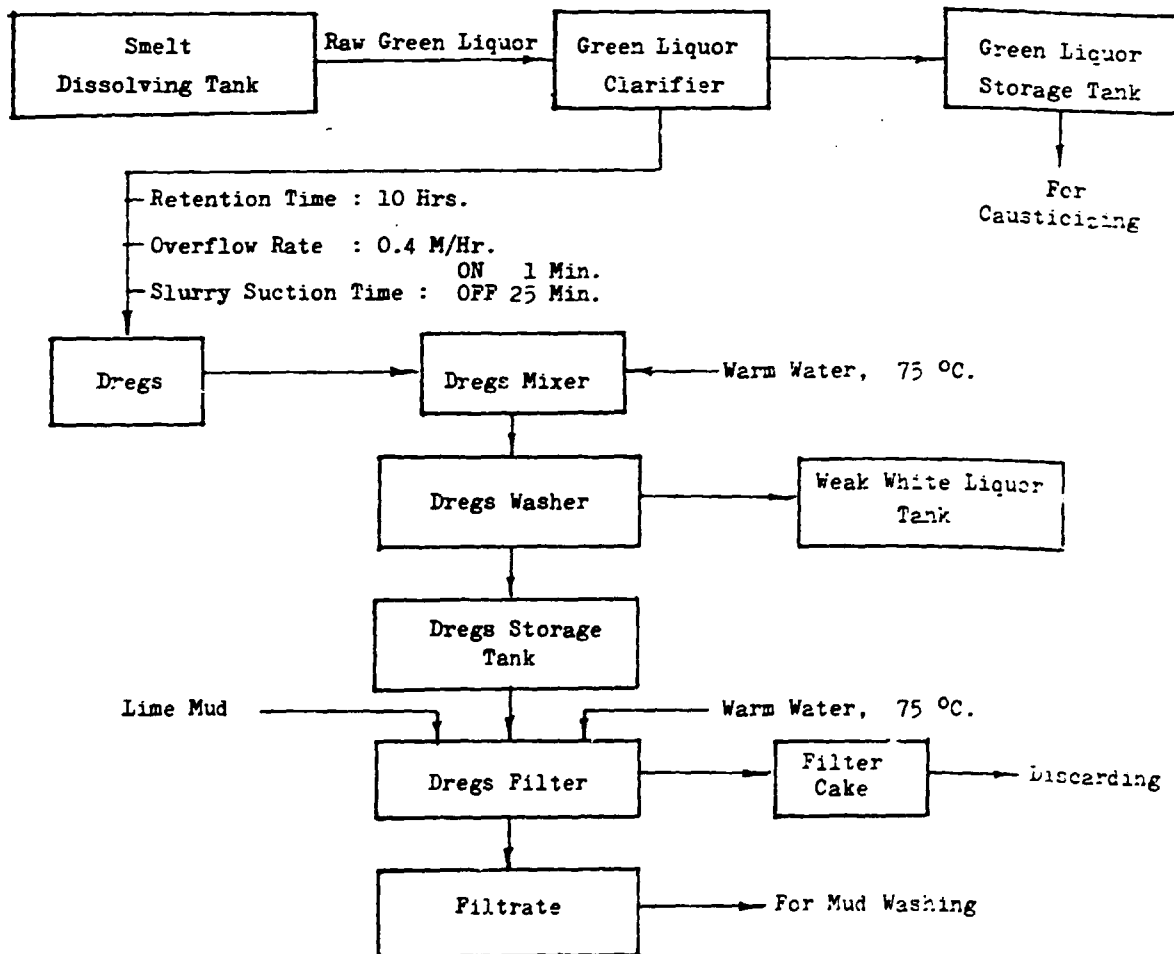 Smelt
Dissolving Tank
Raw Green Liquor
Green Liquor
Clarifier
Green Liquor
Storage Tank
For
Causticizing
Retention Time : 10 Hrs.
Overflow Rate : 0.4 M/Hr.
ON 1 Min.
Slurry Suction Time : OFF 25 Min.
Dregs
Dregs Mixer
Warm Water, 75 °C.
Dregs Washer
Weak White Liquor
Tank
Dregs Storage
Tank
Lime Mud
Warm Water, 75 °C.
Dregs Filter
Filter
Cake
Discarding
Filtrate
For Mud Washing